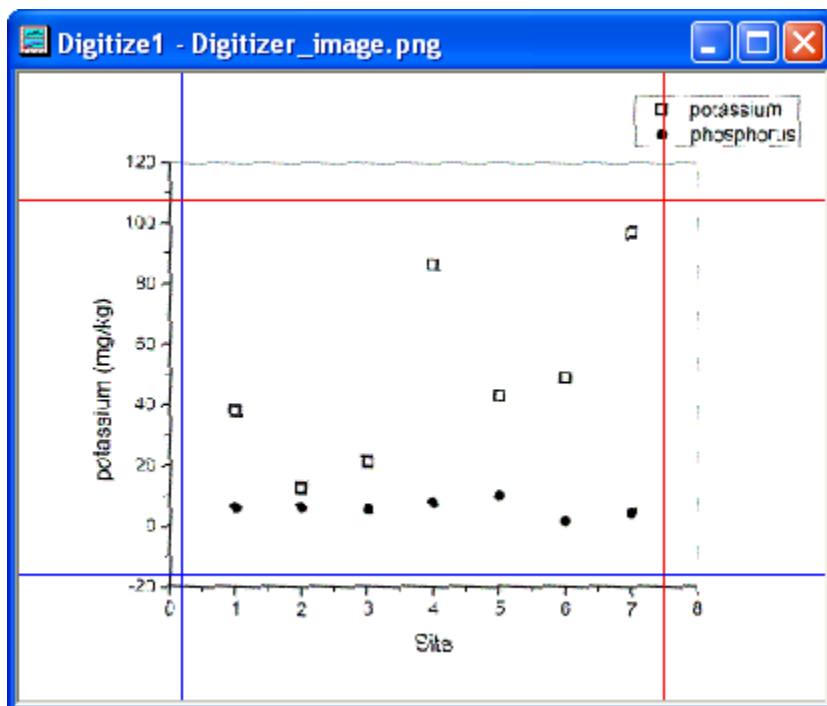 Digitize1 - Digitizer_image.png
potassium
phosphorus
120
100
80
60
40
20
0
-20
potassium (mg/kg)
0 1 2 3 4 5 6 7 8
Site